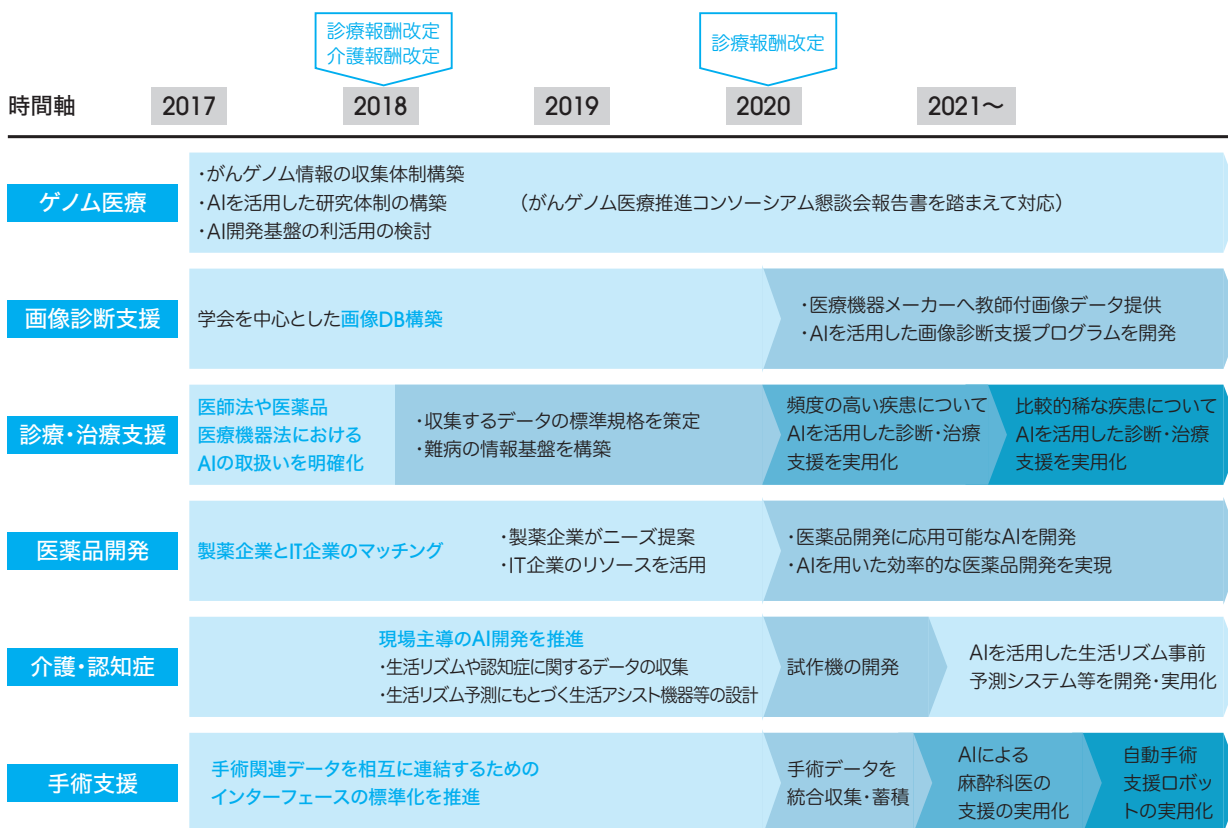 診療報酬改定
介護報酬改定
診療報酬改定
時間軸
2017
2018
2019
2020
2021〜
ゲノム医療
・がんゲノム情報の収集体制構築
・AIを活用した研究体制の構築
(がんゲノム医療推進コンソーシアム懇談会報告書を踏まえて対応)
・AI開発基盤の利活用の検討
画像診断支援
学会を中心とした画像DB構築
・医療機器メーカーへ教師付画像データ提供
・AIを活用した画像診断支援プログラムを開発
診療・治療支援
医師法や医薬品
医療機器法における
AIの取扱いを明確化
・収集するデータの標準規格を策定
・難病の情報基盤を構築
頻度の高い疾患について
AIを活用した診断・治療
支援を実用化
比較的稀な疾患について
AIを活用した診断・治療
支援を実用化
医薬品開発
製薬企業とIT企業のマッチング
・製薬企業がニーズ提案
・IT企業のリソースを活用
・医薬品開発に応用可能なAIを開発
・AIを用いた効率的な医薬品開発を実現
介護・認知症
現場主導のAI開発を推進
・生活リズムや認知症に関するデータの収集
・生活リズム予測にもとづく生活アシスト機器等の設計
試作機の開発
AIを活用した生活リズム事前
予測システム等を開発・実用化
手術支援
手術関連データを相互に連結するための
インターフェースの標準化を推進
手術データを
統合収集・蓄積
AIによる
麻酔科医の
支援の実用化
自動手術
支援ロボッ
トの実用化